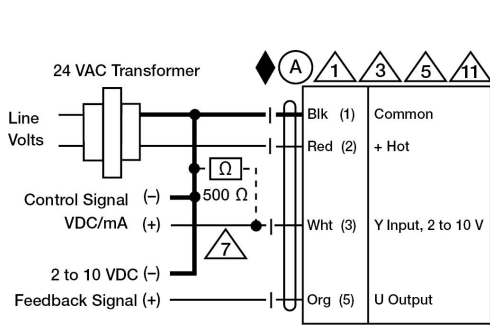 24 VAC Transformer
A 1 3 5 11
Line Volts
Blk (1) Common
Red (2) + Hot
Ω
500 Ω
Control Signal (–)
VDC/mA (+)
Wht (3) Y Input, 2 to 10 V
7
2 to 10 VDC (–)
Feedback Signal (+)
Org (5) U Output